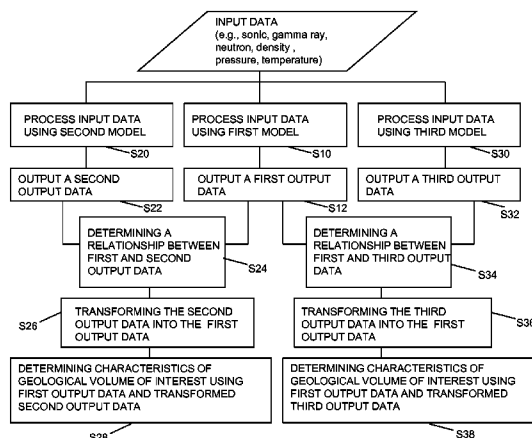 INPUT DATA
(e.g., sonic, gamma ray,
neutron, density ,
pressure, temperature)
PROCESS INPUT DATA
USING SECOND MODEL
S20
PROCESS INPUT DATA
USING FIRST MODEL
S10
PROCESS INPUT DATA
USING THIRD MODEL
S30
OUTPUT A SECOND
OUTPUT DATA
S22
OUTPUT A FIRST OUTPUT
DATA
S12
OUTPUT A THIRD OUTPUT
DATA
S32
DETERMINING A
RELATIONSHIP BETWEEN
FIRST AND SECOND
OUTPUT DATA
S24
DETERMINING A
RELATIONSHIP BETWEEN
FIRST AND THIRD OUTPUT
DATA
S34
S26
TRANSFORMING THE SECOND
OUTPUT DATA INTO THE FIRST
OUTPUT DATA
TRANSFORMING THE THIRD
OUTPUT DATA INTO THE FIRST
OUTPUT DATA
S36
DETERMINING CHARACTERISTICS OF
GEOLOGICAL VOLUME OF INTEREST USING
FIRST OUTPUT DATA AND TRANSFORMED
SECOND OUTPUT DATA
S28
DETERMINING CHARACTERISTICS OF
GEOLOGICAL VOLUME OF INTEREST USING
FIRST OUTPUT DATA AND TRANSFORMED
THIRD OUTPUT DATA
S38